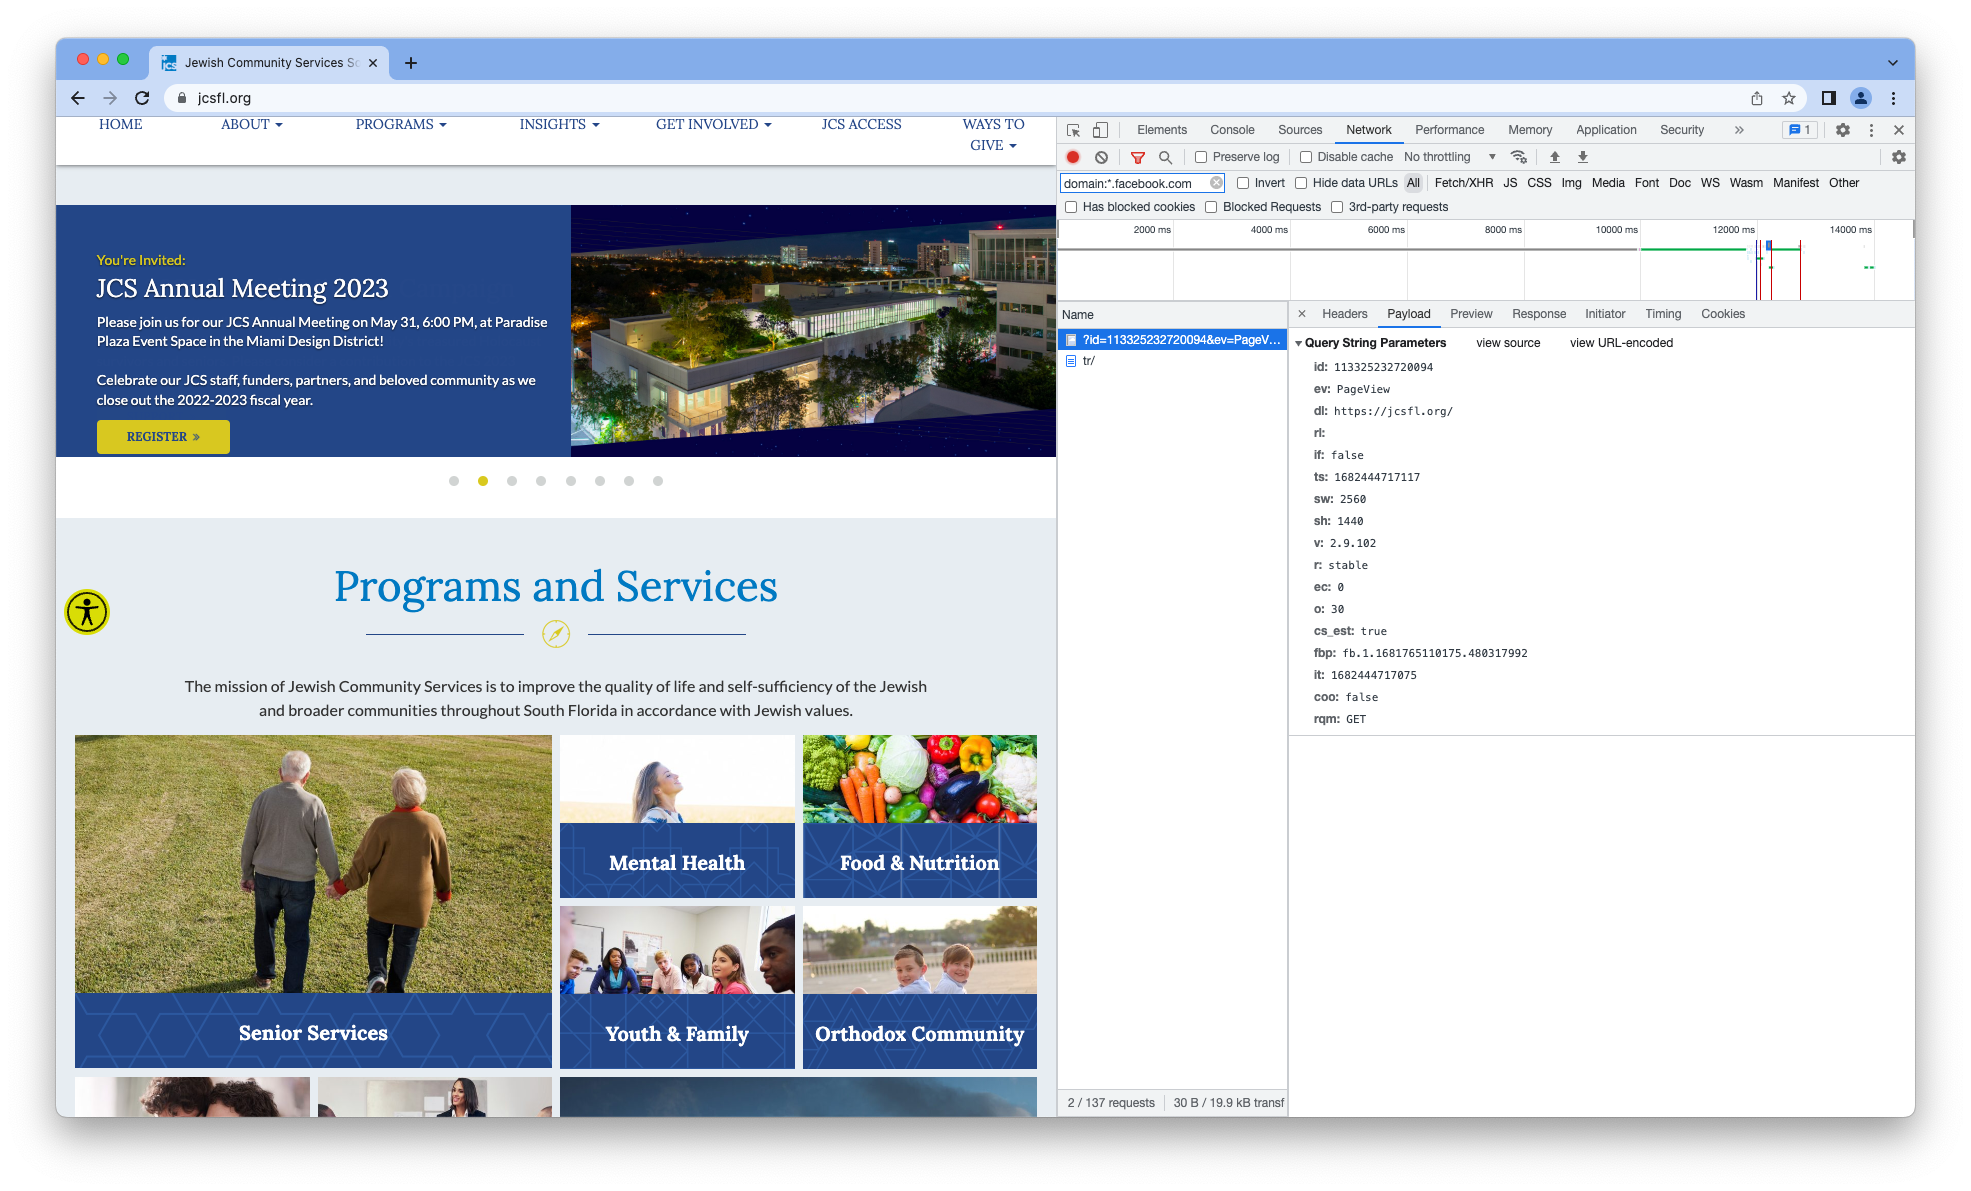 Jewish Community Services So
jcsfl.org
HOME
ABOUT
PROGRAMS
INSIGHTS
GET INVOLVED
JCS ACCESS
WAYS TO
GIVE
You're Invited:
JCS Annual Meeting 2023
Please join us for our JCS Annual Meeting on May 31, 6:00 PM, at Paradise
Plaza Event Space in the Miami Design District!
Celebrate our JCS staff, funders, partners, and beloved community as we
close out the 2022-2023 fiscal year.
REGISTER »
Programs and Services
The mission of Jewish Community Services is to improve the quality of life and self-sufficiency of the Jewish
and broader communities throughout South Florida in accordance with Jewish values.
Mental Health
Food & Nutrition
Senior Services
Youth & Family
Orthodox Community
Elements Console Sources Network Performance Memory Application Security » 1
Preserve log Disable cache No throttling
domain:*.facebook.com Invert Hide data URLs All Fetch/XHR JS CSS Img Media Font Doc WS Wasm Manifest Other
Has blocked cookies Blocked Requests 3rd-party requests
2000 ms 4000 ms 6000 ms 8000 ms 10000 ms 12000 ms 14000 ms
Name
?id=113325232720094&ev=PageV...
tr/
2 / 137 requests 30 B / 19.9 kB transf
Headers Payload Preview Response Initiator Timing Cookies
Query String Parameters view source view URL-encoded
id: 113325232720094
ev: PageView
dl: https://jcsfl.org/
rl:
if: false
ts: 1682444717117
sw: 2560
sh: 1440
v: 2.9.102
r: stable
ec: 0
o: 30
cs_est: true
fbp: fb.1.1681765110175.480317992
it: 1682444717075
coo: false
rqm: GET